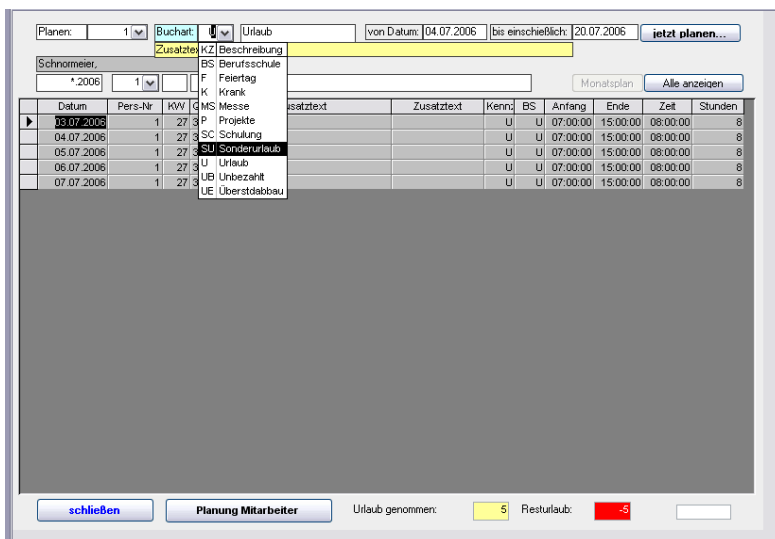 Planen: 1 Buchart: U Urlaub von Datum: 04.07.2006 bis einschießlich: 20.07.2006 jetzt planen...
KZ Beschreibung
BS Berufsschule
F Feiertag
K Krank
MS Messe
P Projekte
SC Schulung
SU Sonderurlaub
U Urlaub
UB Unbezahlt
UE Überstdabbau
Schnormeier,
*.2006 1 Monatsplan Alle anzeigen
Datum Pers-Nr KW Zusatztext Kenn: BS Anfang Ende Zeit Stunden
03.07.2006 1 27 3 U U 07:00:00 15:00:00 08:00:00 8
04.07.2006 1 27 3 U U 07:00:00 15:00:00 08:00:00 8
05.07.2006 1 27 3 U U 07:00:00 15:00:00 08:00:00 8
06.07.2006 1 27 3 U U 07:00:00 15:00:00 08:00:00 8
07.07.2006 1 27 3 U U 07:00:00 15:00:00 08:00:00 8
schließen Planung Mitarbeiter Urlaub genommen: 5 Resturlaub: -5